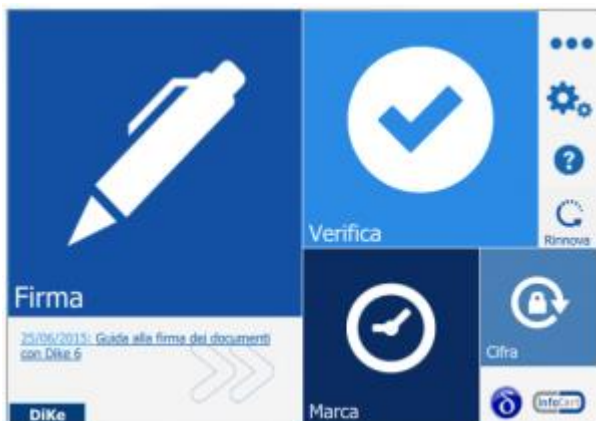 Firma
Verifica
Rinnova
25/06/2015: Guida alla firma dei documenti
con Dike 6
DiKe
Marca
Cifra
InfoCert